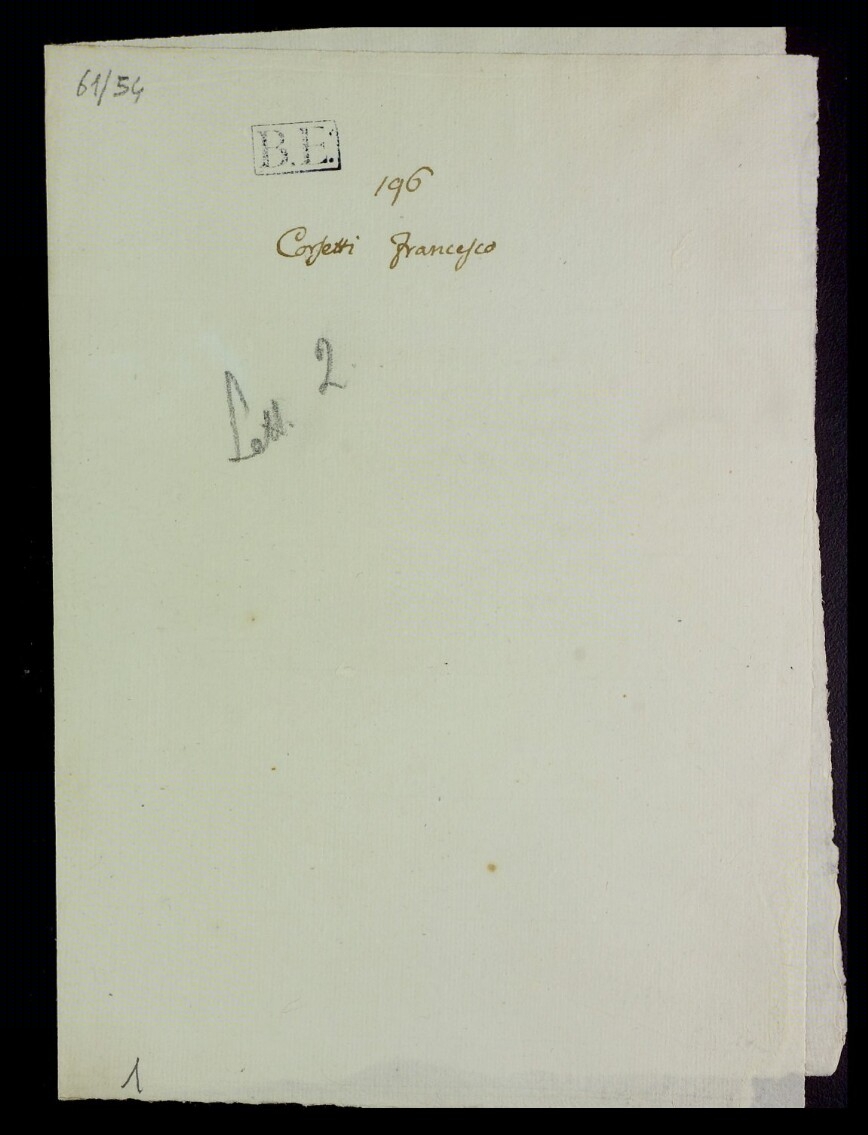 61/54
B.E.
196
Corſetti Franceſco
Lett. 2.
1